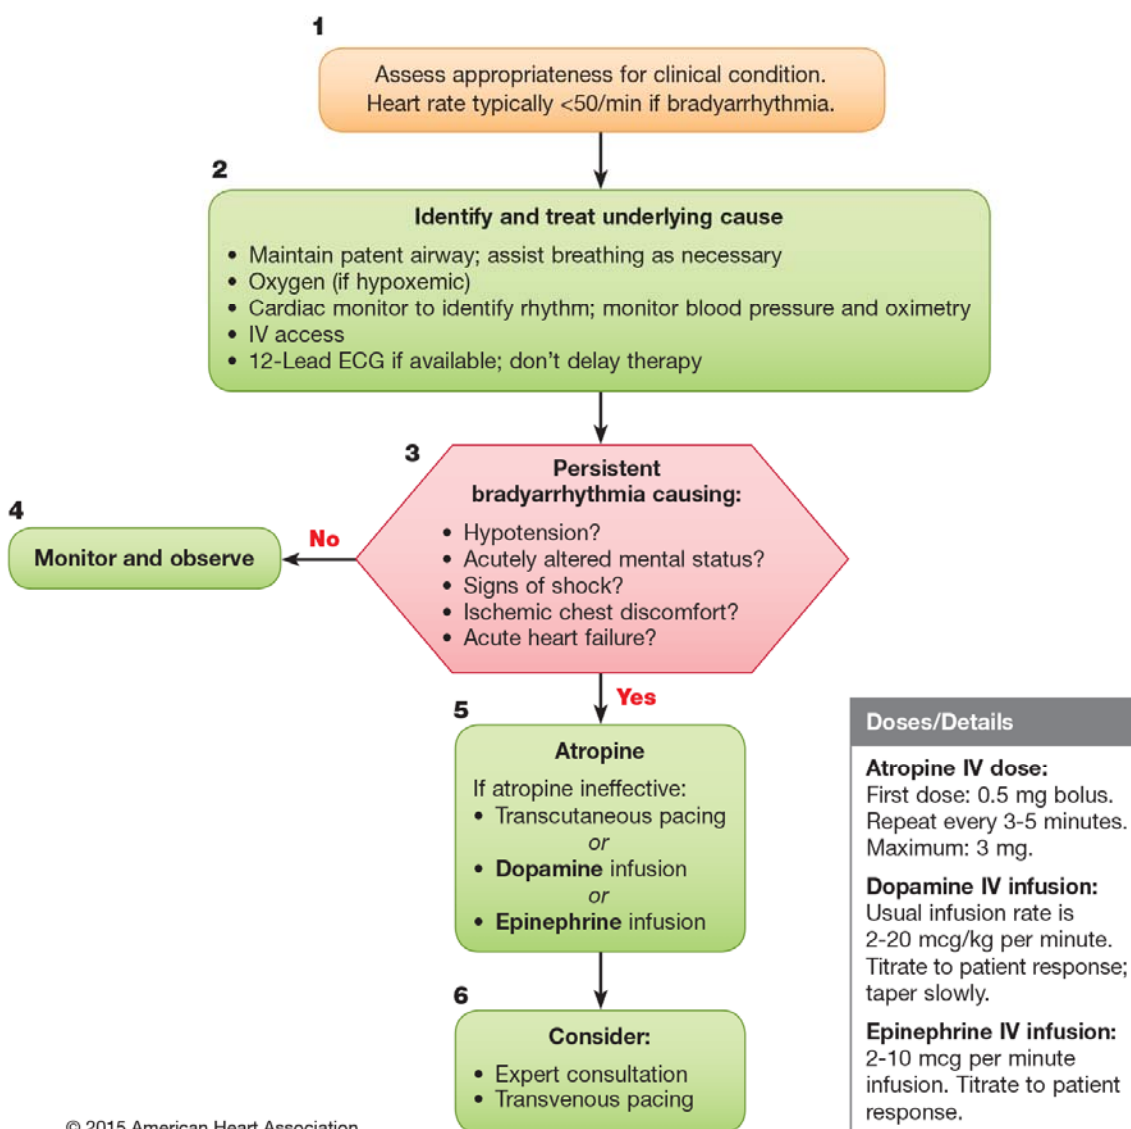 1
Assess appropriateness for clinical condition.
Heart rate typically <50/min if bradyarrhythmia.
2
Identify and treat underlying cause
• Maintain patent airway; assist breathing as necessary
• Oxygen (if hypoxemic)
• Cardiac monitor to identify rhythm; monitor blood pressure and oximetry
• IV access
• 12-Lead ECG if available; don't delay therapy
3
Persistent
bradyarrhythmia causing:
• Hypotension?
• Acutely altered mental status?
• Signs of shock?
• Ischemic chest discomfort?
• Acute heart failure?
4
No
Monitor and observe
Yes
5
Atropine
If atropine ineffective:
• Transcutaneous pacing
or
• Dopamine infusion
or
• Epinephrine infusion
6
Consider:
• Expert consultation
• Transvenous pacing
Doses/Details
Atropine IV dose:
First dose: 0.5 mg bolus.
Repeat every 3-5 minutes.
Maximum: 3 mg.
Dopamine IV infusion:
Usual infusion rate is
2-20 mcg/kg per minute.
Titrate to patient response;
taper slowly.
Epinephrine IV infusion:
2-10 mcg per minute
infusion. Titrate to patient
response.
© 2015 American Heart Association